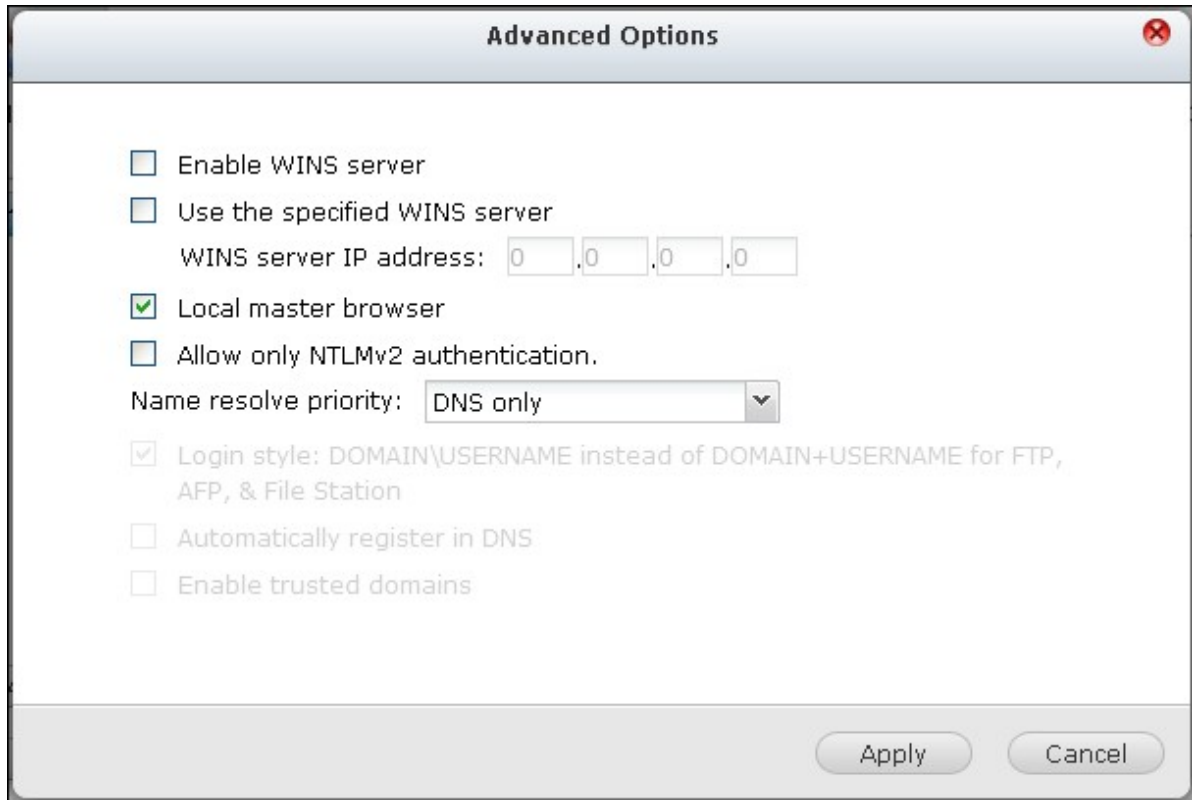 Advanced Options
Enable WINS server
Use the specified WINS server
WINS server IP address: 0 .0 .0 .0
Local master browser
Allow only NTLMv2 authentication.
Name resolve priority: DNS only
Login style: DOMAIN\USERNAME instead of DOMAIN+USERNAME for FTP,
AFP, & File Station
Automatically register in DNS
Enable trusted domains
Apply Cancel